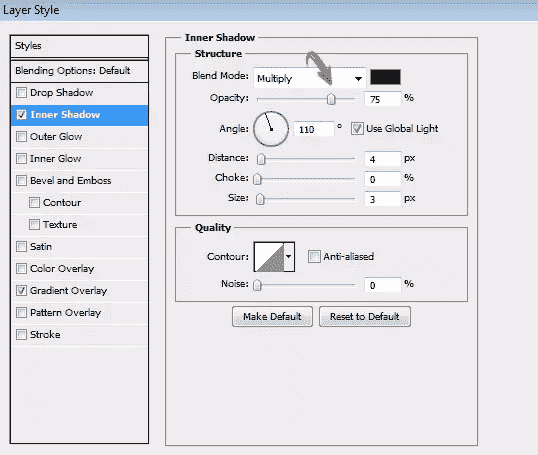 Layer Style
Styles
Blending Options: Default
Drop Shadow
Inner Shadow
Outer Glow
Inner Glow
Bevel and Emboss
Contour
Texture
Satin
Color Overlay
Gradient Overlay
Pattern Overlay
Stroke
Inner Shadow
Structure
Blend Mode: Multiply
Opacity: 75 %
Angle: 110 ° Use Global Light
Distance: 4 px
Choke: 0 %
Size: 3 px
Quality
Contour: Anti-aliased
Noise: 0 %
Make Default Reset to Default